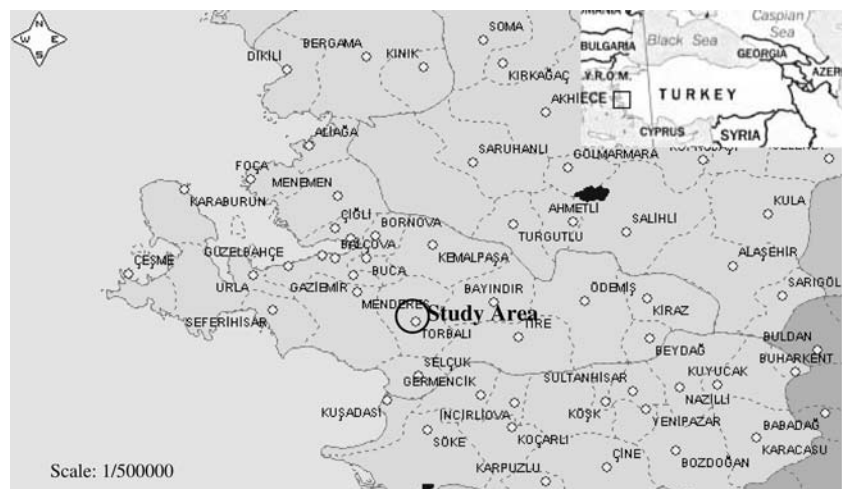 N
W E
S
SOMA
BERGAMA
KINIK
DİKİLİ
KIRKAĞAÇ
MANIA
BULGARIA
Black Sea
Caspian
Sea
GEORGIA
AZER
Y.R.O.M.
ECE
TURKEY
CYPRUS
SYRIA
AKHİ
ALİAĞA
SARUHANLI
GÖLMARMARA
FOÇA
MENEMEN
KARABURUN
AHMETLİ
KULA
ÇİĞLİ
BORNOVA
TURGUTLU
SALİHLİ
GÜZELBAHÇE
BALÇOVA
KEMALPAŞA
ALAŞEHİR
ÇEŞME
BUCA
URLA
GAZİEMİR
BAYINDIR
ÖDEMİŞ
SARIGÖL
MENDERES
KİRAZ
Study Area
SEFERİHİSAR
TORBALI
TİRE
BULDAN
BEYDAĞ
BUHARKENT
SELÇUK
GERMENCİK
SULTANHİSAR
KUYUCAK
NAZİLLİ
KUŞADASI
İNCİRLİOVA
KÖŞK
YENİPAZAR
BABADAĞ
SÖKE
KOÇARLI
KARACASU
ÇİNE
BOZDOĞAN
Scale: 1/500000
KARPUZLU